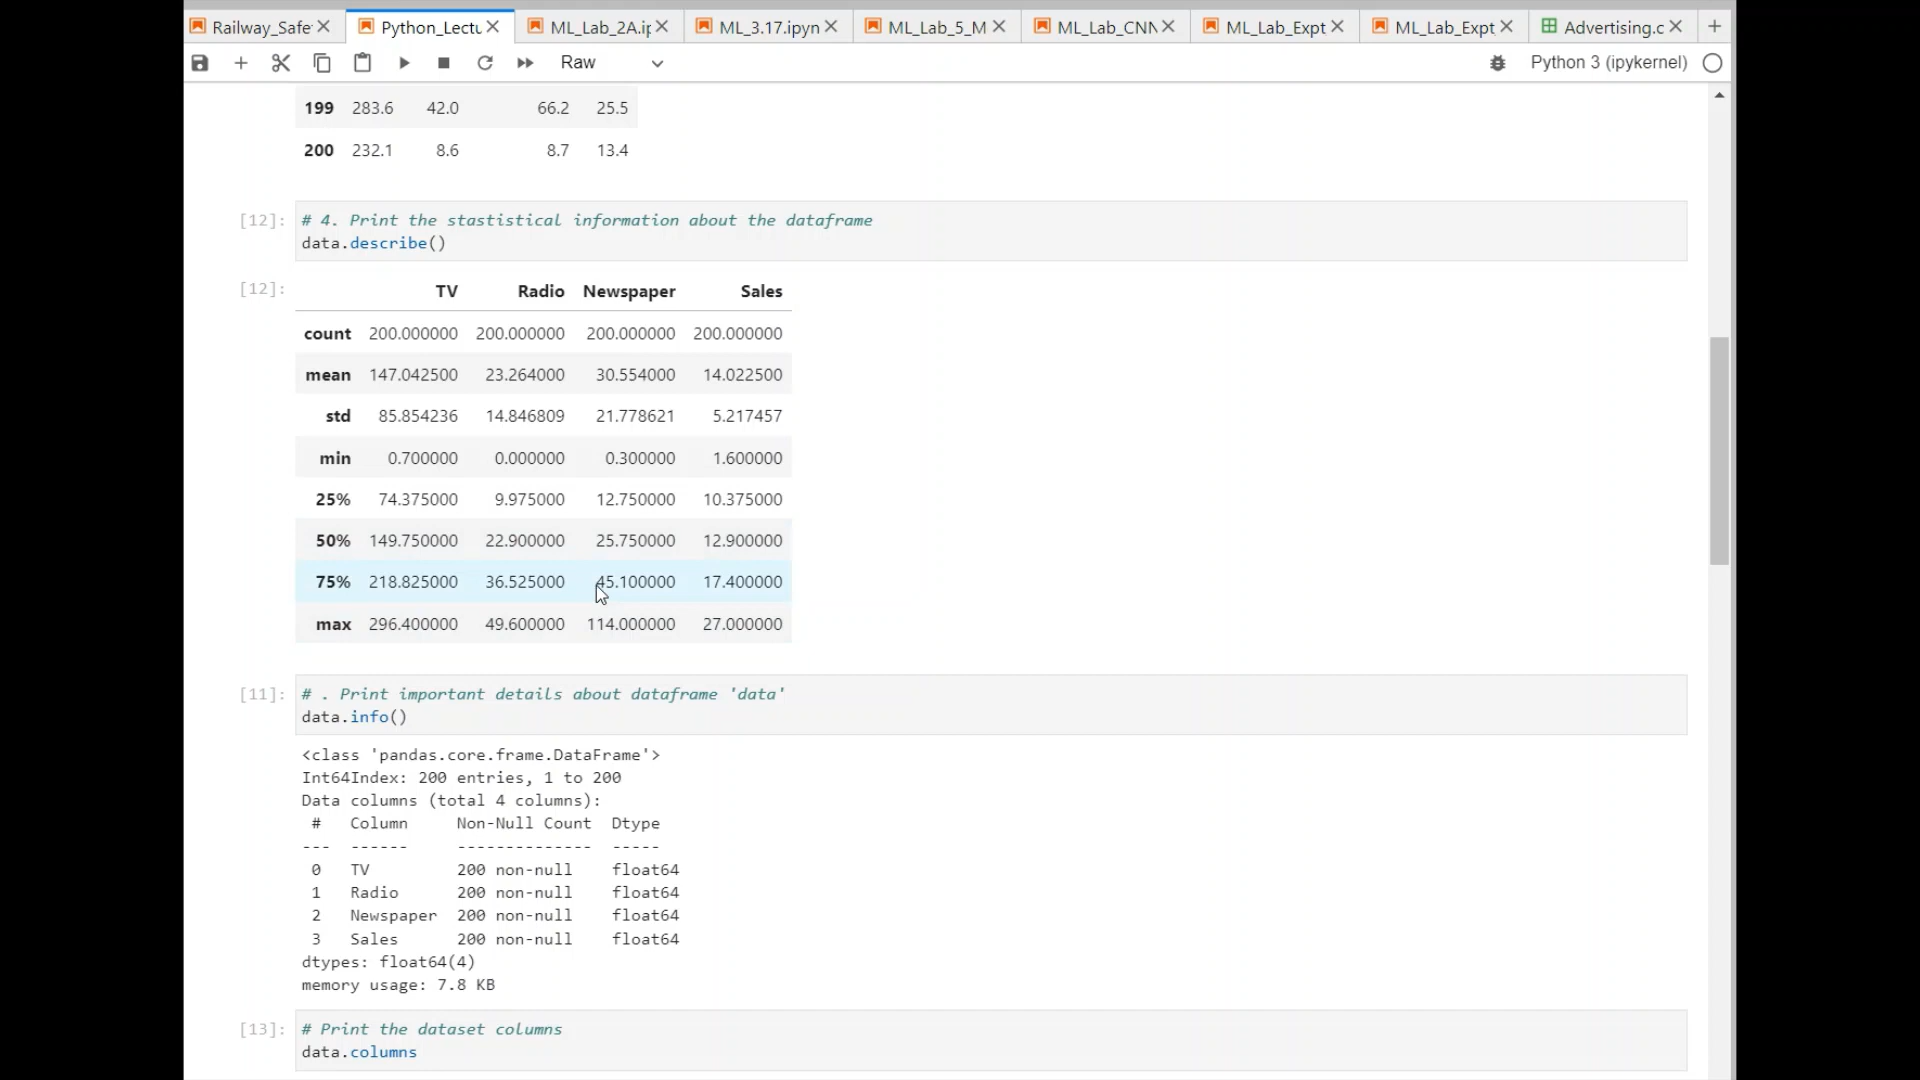 Railway_Safe Python_Lectu ML_Lab_2A.ip ML_3.17.ipyn ML_Lab_5_M ML_Lab_CNN ML_Lab_Expt ML_Lab_Expt Advertising.c
Raw Python 3 (ipykernel)
199 283.6 42.0 66.2 25.5
200 232.1 8.6 8.7 13.4
[12]: # 4. Print the stastistical information about the dataframe
data.describe()
[12]: TV Radio Newspaper Sales
count 200.000000 200.000000 200.000000 200.000000
mean 147.042500 23.264000 30.554000 14.022500
std 85.854236 14.846809 21.778621 5.217457
min 0.700000 0.000000 0.300000 1.600000
25% 74.375000 9.975000 12.750000 10.375000
50% 149.750000 22.900000 25.750000 12.900000
75% 218.825000 36.525000 45.100000 17.400000
max 296.400000 49.600000 114.000000 27.000000
[11]: # . Print important details about dataframe 'data'
data.info()
<class 'pandas.core.frame.DataFrame'>
Int64Index: 200 entries, 1 to 200
Data columns (total 4 columns):
# Column Non-Null Count Dtype
--- ------ -------------- -----
0 TV 200 non-null float64
1 Radio 200 non-null float64
2 Newspaper 200 non-null float64
3 Sales 200 non-null float64
dtypes: float64(4)
memory usage: 7.8 KB
[13]: # Print the dataset columns
data.columns